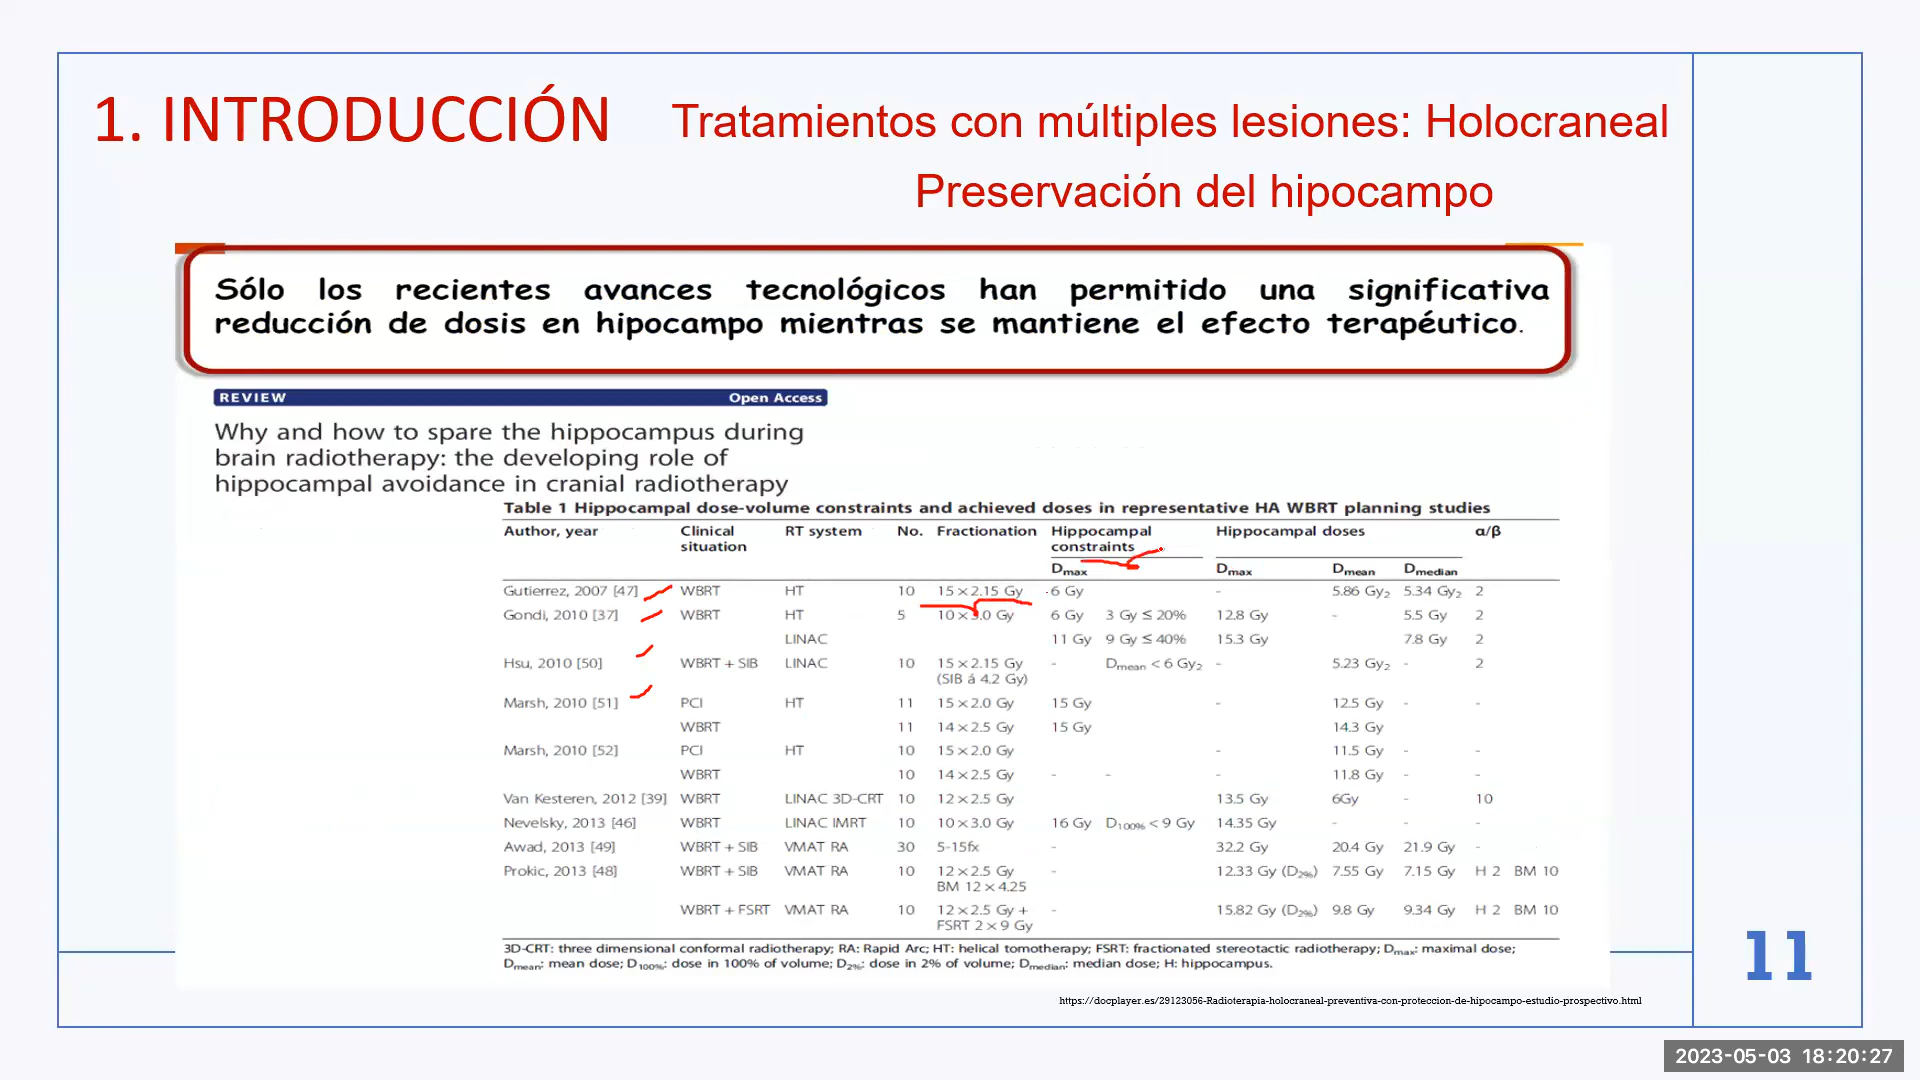 1. INTRODUCCIÓN Tratamientos con múltiples lesiones: Holocraneal
Preservación del hipocampo
Sólo los recientes avances tecnológicos han permitido una significativa
reducción de dosis en hipocampo mientras se mantiene el efecto terapéutico.
REVIEW Open Access
Why and how to spare the hippocampus during
brain radiotherapy: the developing role of
hippocampal avoidance in cranial radiotherapy
Table 1 Hippocampal dose-volume constraints and achieved doses in representative HA WBRT planning studies
Author, year Clinical situation RT system No. Fractionation Hippocampal constraints Hippocampal doses α/β
Dmax Dmax Dmean Dmedian
Gutierrez, 2007 [47] WBRT HT 10 15 × 2.15 Gy 6 Gy - 5.86 Gy2 5.34 Gy2 2
Gondi, 2010 [37] WBRT HT 5 10 × 3.0 Gy 6 Gy 3 Gy ≤ 20% 12.8 Gy - 5.5 Gy 2
LINAC 11 Gy 9 Gy ≤ 40% 15.3 Gy 7.8 Gy 2
Hsu, 2010 [50] WBRT + SIB LINAC 10 15 × 2.15 Gy - Dmean < 6 Gy2 - 5.23 Gy2 - 2
(SIB á 4.2 Gy)
Marsh, 2010 [51] PCI HT 11 15 × 2.0 Gy 15 Gy - 12.5 Gy - -
WBRT 11 14 × 2.5 Gy 15 Gy 14.3 Gy
Marsh, 2010 [52] PCI HT 10 15 × 2.0 Gy - 11.5 Gy - -
WBRT 10 14 × 2.5 Gy - - - 11.8 Gy - -
Van Kesteren, 2012 [39] WBRT LINAC 3D-CRT 10 12 × 2.5 Gy 13.5 Gy 6Gy - 10
Nevelsky, 2013 [46] WBRT LINAC IMRT 10 10 × 3.0 Gy 16 Gy D100% < 9 Gy 14.35 Gy - - -
Awad, 2013 [49] WBRT + SIB VMAT RA 30 5-15fx - 32.2 Gy 20.4 Gy 21.9 Gy -
Prokic, 2013 [48] WBRT + SIB VMAT RA 10 12 × 2.5 Gy - 12.33 Gy (D2%) 7.55 Gy 7.15 Gy H 2 BM 10
BM 12 × 4.25
WBRT + FSRT VMAT RA 10 12 × 2.5 Gy + - 15.82 Gy (D2%) 9.8 Gy 9.34 Gy H 2 BM 10
FSRT 2 × 9 Gy
3D-CRT: three dimensional conformal radiotherapy; RA: Rapid Arc; HT: helical tomotherapy; FSRT: fractionated stereotactic radiotherapy; Dmax: maximal dose;
Dmean: mean dose; D100%: dose in 100% of volume; D2%: dose in 2% of volume; Dmedian: median dose; H: hippocampus.
11
https://docplayer.es/29123056-Radioterapia-holocraneal-preventiva-con-proteccion-de-hipocampo-estudio-prospectivo.html
2023-05-03 18:20:27